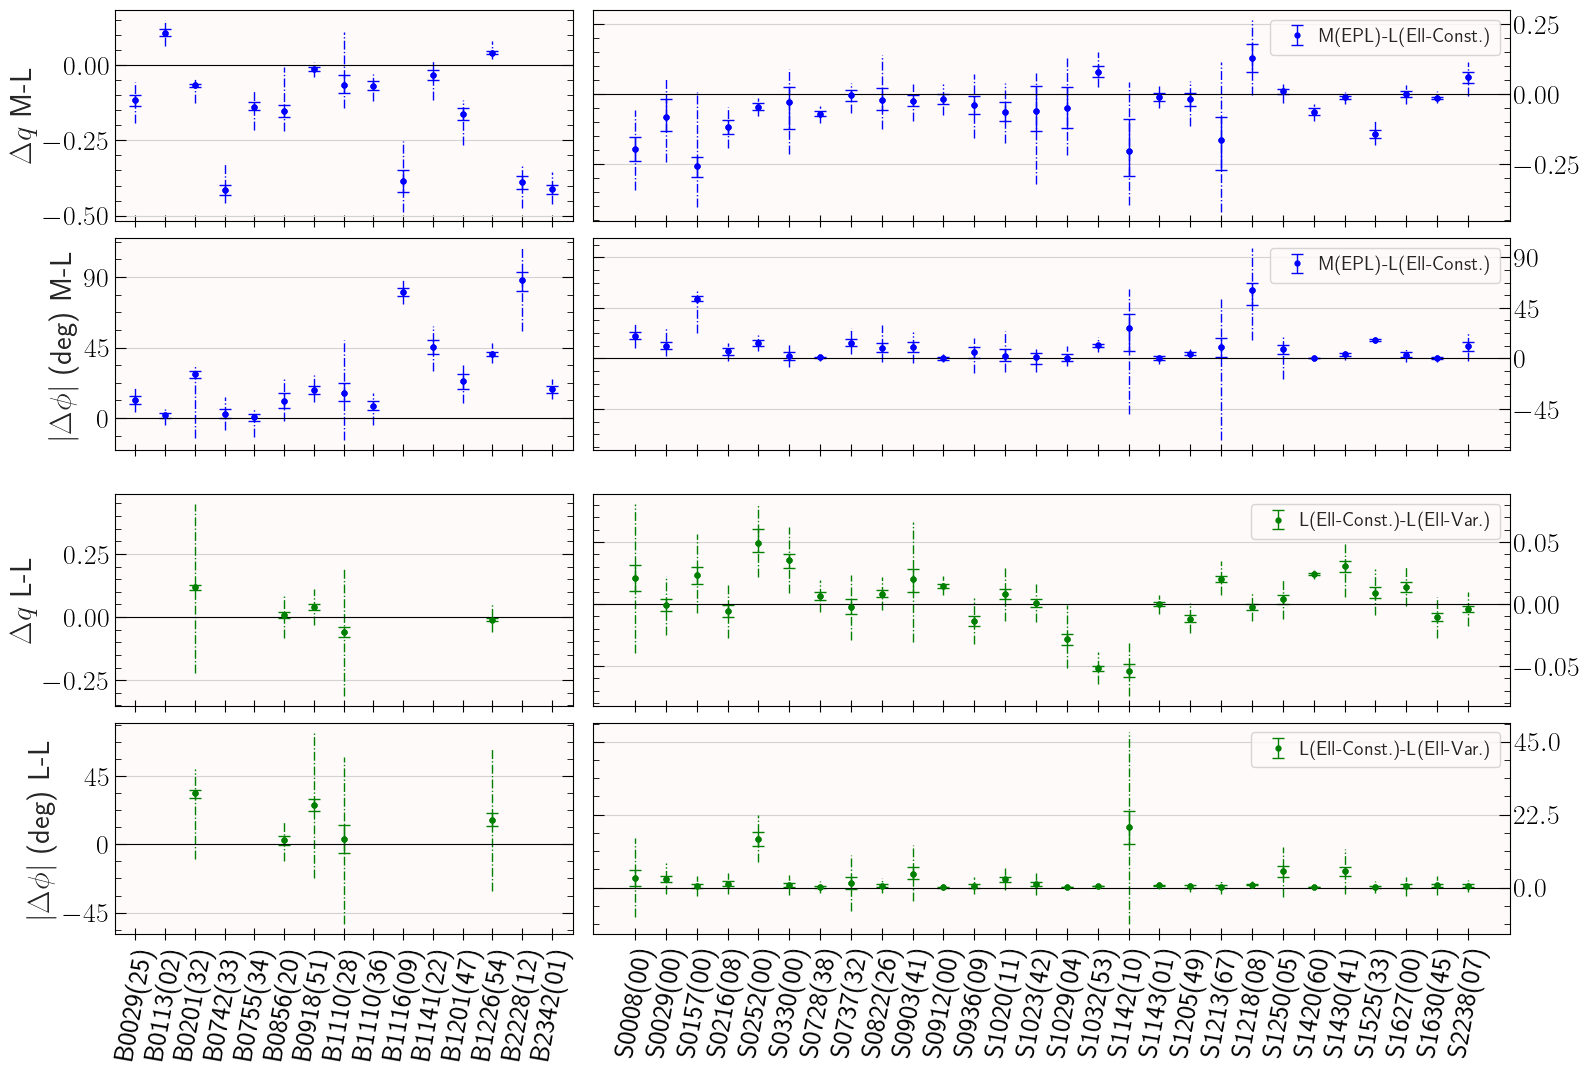 Δq M-L
0.00
−0.25
−0.50
M(EPL)-L(Ell-Const.)
0.25
0.00
−0.25
|Δϕ| (deg) M-L
90
45
0
M(EPL)-L(Ell-Const.)
90
45
0
−45
Δq L-L
0.25
0.00
−0.25
L(Ell-Const.)-L(Ell-Var.)
0.05
0.00
−0.05
|Δϕ| (deg) L-L
45
0
−45
L(Ell-Const.)-L(Ell-Var.)
45.0
22.5
0.0
B0029(25)
B0113(02)
B0201(32)
B0742(33)
B0755(34)
B0856(20)
B0918(51)
B1110(28)
B1110(36)
B1116(09)
B1141(22)
B1201(47)
B1226(54)
B2228(12)
B2342(01)
S0008(00)
S0029(00)
S0157(00)
S0216(08)
S0252(00)
S0330(00)
S0728(38)
S0737(32)
S0822(26)
S0903(41)
S0912(00)
S0936(09)
S1020(11)
S1023(42)
S1029(04)
S1032(53)
S1142(10)
S1143(01)
S1205(49)
S1213(67)
S1218(08)
S1250(05)
S1420(60)
S1430(41)
S1525(33)
S1627(00)
S1630(45)
S2238(07)